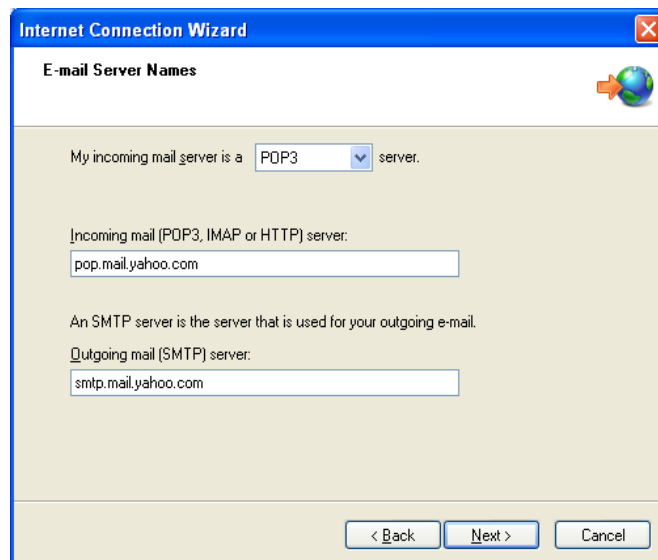 Internet Connection Wizard
E-mail Server Names
My incoming mail server is a POP3 server.
Incoming mail (POP3, IMAP or HTTP) server:
pop.mail.yahoo.com
An SMTP server is the server that is used for your outgoing e-mail.
Outgoing mail (SMTP) server:
smtp.mail.yahoo.com
< Back Next > Cancel